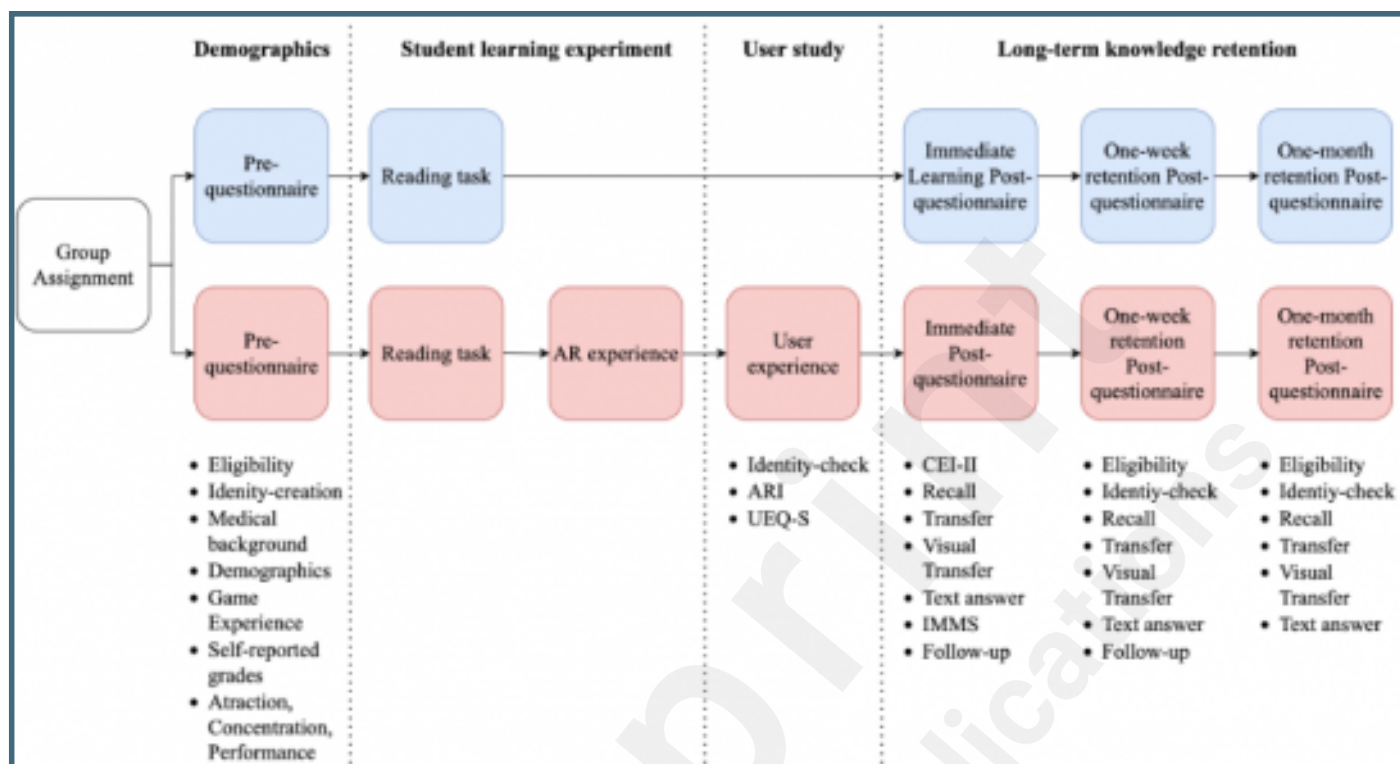 Demographics
Student learning experiment
User study
Long-term knowledge retention
Group
Assignment
Pre-
questionnaire
Reading task
Immediate
Learning Post-
questionnaire
One-week
retention Post-
questionnaire
One-month
retention Post-
questionnaire
Pre-
questionnaire
Reading task
AR experience
User
experience
Immediate
Post-
questionnaire
One-week
retention
Post-
questionnaire
One-month
retention
Post-
questionnaire
• Eligibility
• Idenity-creation
• Medical
background
• Demographics
• Game
Experience
• Self-reported
grades
• Atraction,
Concentration,
Performance
• Identity-check
• ARI
• UEQ-S
• CEI-II
• Recall
• Transfer
• Visual
Transfer
• Text answer
• IMMS
• Follow-up
• Eligibility
• Identiy-check
• Recall
• Transfer
• Visual
Transfer
• Text answer
• Follow-up
• Eligibility
• Identiy-check
• Recall
• Transfer
• Visual
Transfer
• Text answer
print
lications